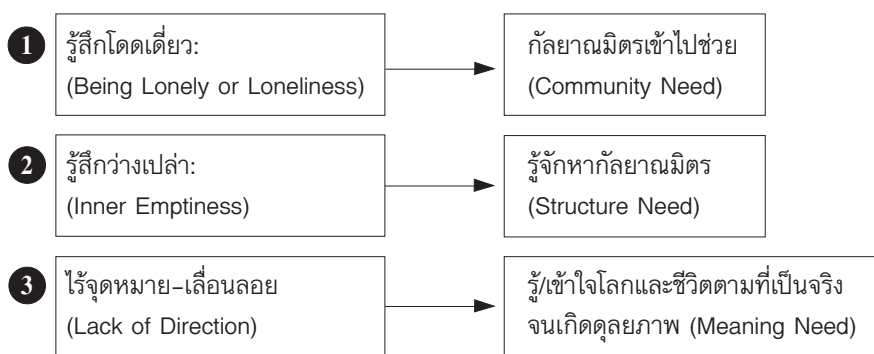 1 รู้สึกโดดเดี่ยว: กัลยาณมิตรเข้าไปช่วย
(Being Lonely or Loneliness) (Community Need)
2 รู้สึกว่างเปล่า: รู้จักหากัลยาณมิตร
(Inner Emptiness) (Structure Need)
3 ไร้จุดหมาย-เลื่อนลอย รู้/เข้าใจโลกและชีวิตตามที่เป็นจริง
(Lack of Direction) จนเกิดดุลยภาพ (Meaning Need)